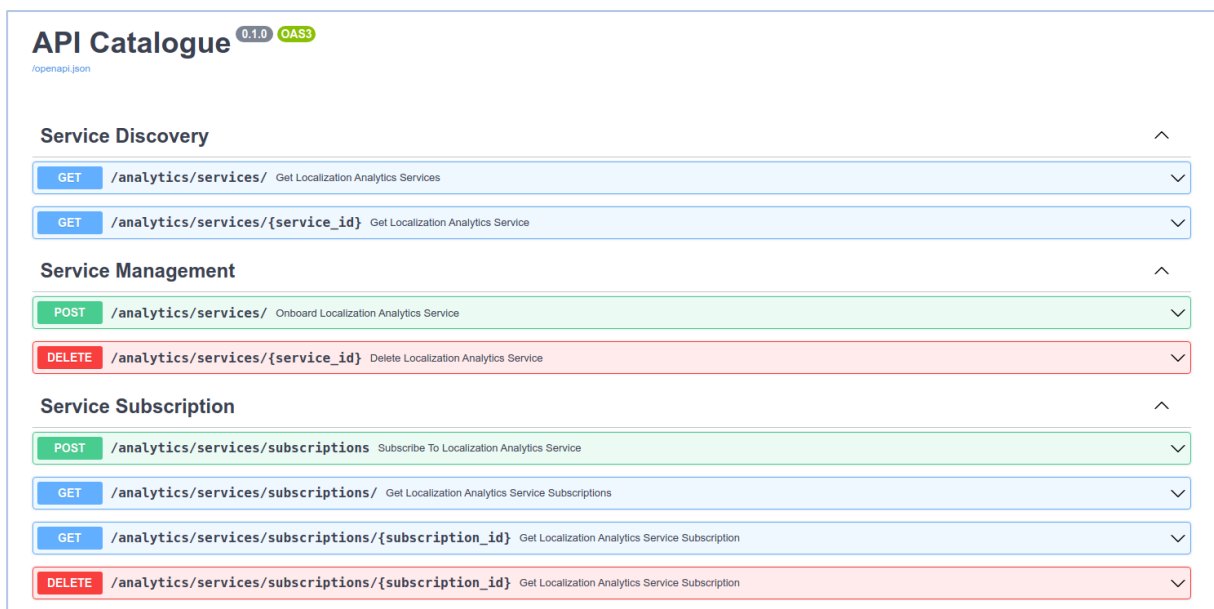 API Catalogue 0.1.0 OAS3
/openapi.json
Service Discovery
GET /analytics/services/ Get Localization Analytics Services
GET /analytics/services/{service_id} Get Localization Analytics Service
Service Management
POST /analytics/services/ Onboard Localization Analytics Service
DELETE /analytics/services/{service_id} Delete Localization Analytics Service
Service Subscription
POST /analytics/services/subscriptions Subscribe To Localization Analytics Service
GET /analytics/services/subscriptions/ Get Localization Analytics Service Subscriptions
GET /analytics/services/subscriptions/{subscription_id} Get Localization Analytics Service Subscription
DELETE /analytics/services/subscriptions/{subscription_id} Get Localization Analytics Service Subscription